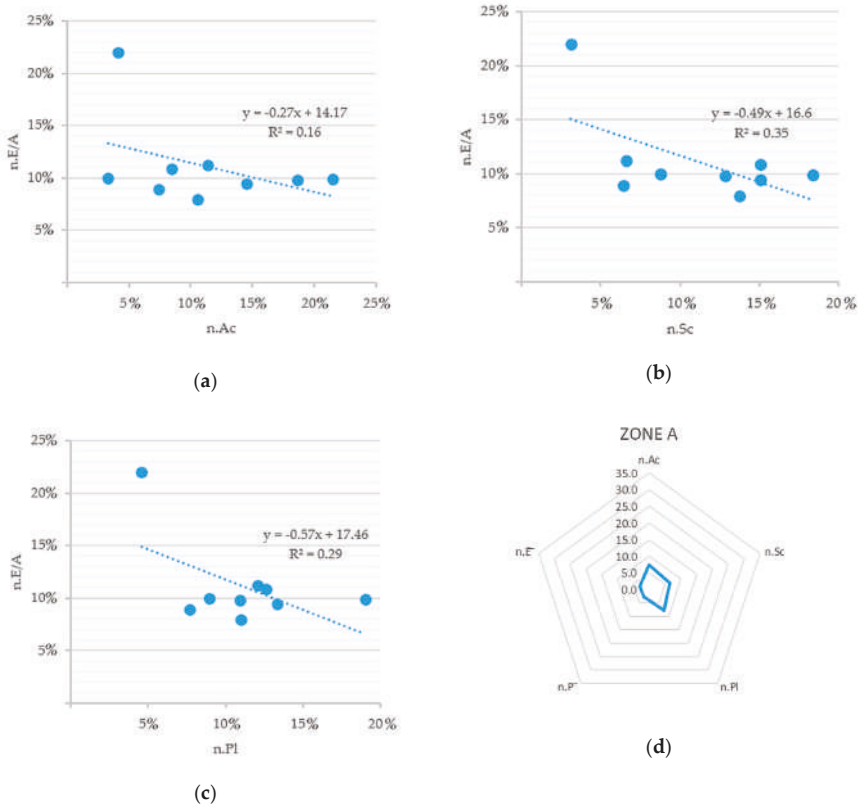 25%
20%
15%
10%
5%
n.E/A
y = -0.27x + 14.17
R² = 0.16
5% 10% 15% 20% 25%
n.Ac
(a)
25%
20%
15%
10%
5%
n.E/A
y = -0.49x + 16.6
R² = 0.35
5% 10% 15% 20%
n.Sc
(b)
25%
20%
15%
10%
5%
n.E/A
y = -0.57x + 17.46
R² = 0.29
5% 10% 15% 20%
n.Pl
(c)
ZONE A
n.Ac
35.0
30.0
25.0
20.0
15.0
10.0
5.0
0.0
n.E⁻
n.Sc
n.P⁻
n.Pl
(d)